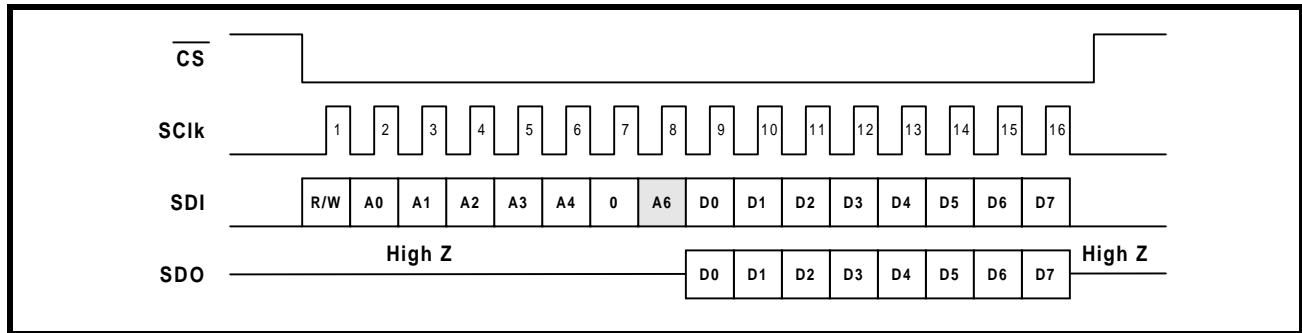 CS
SClk 1 2 3 4 5 6 7 8 9 10 11 12 13 14 15 16
SDI R/W A0 A1 A2 A3 A4 0 A6 D0 D1 D2 D3 D4 D5 D6 D7
High Z High Z
SDO D0 D1 D2 D3 D4 D5 D6 D7